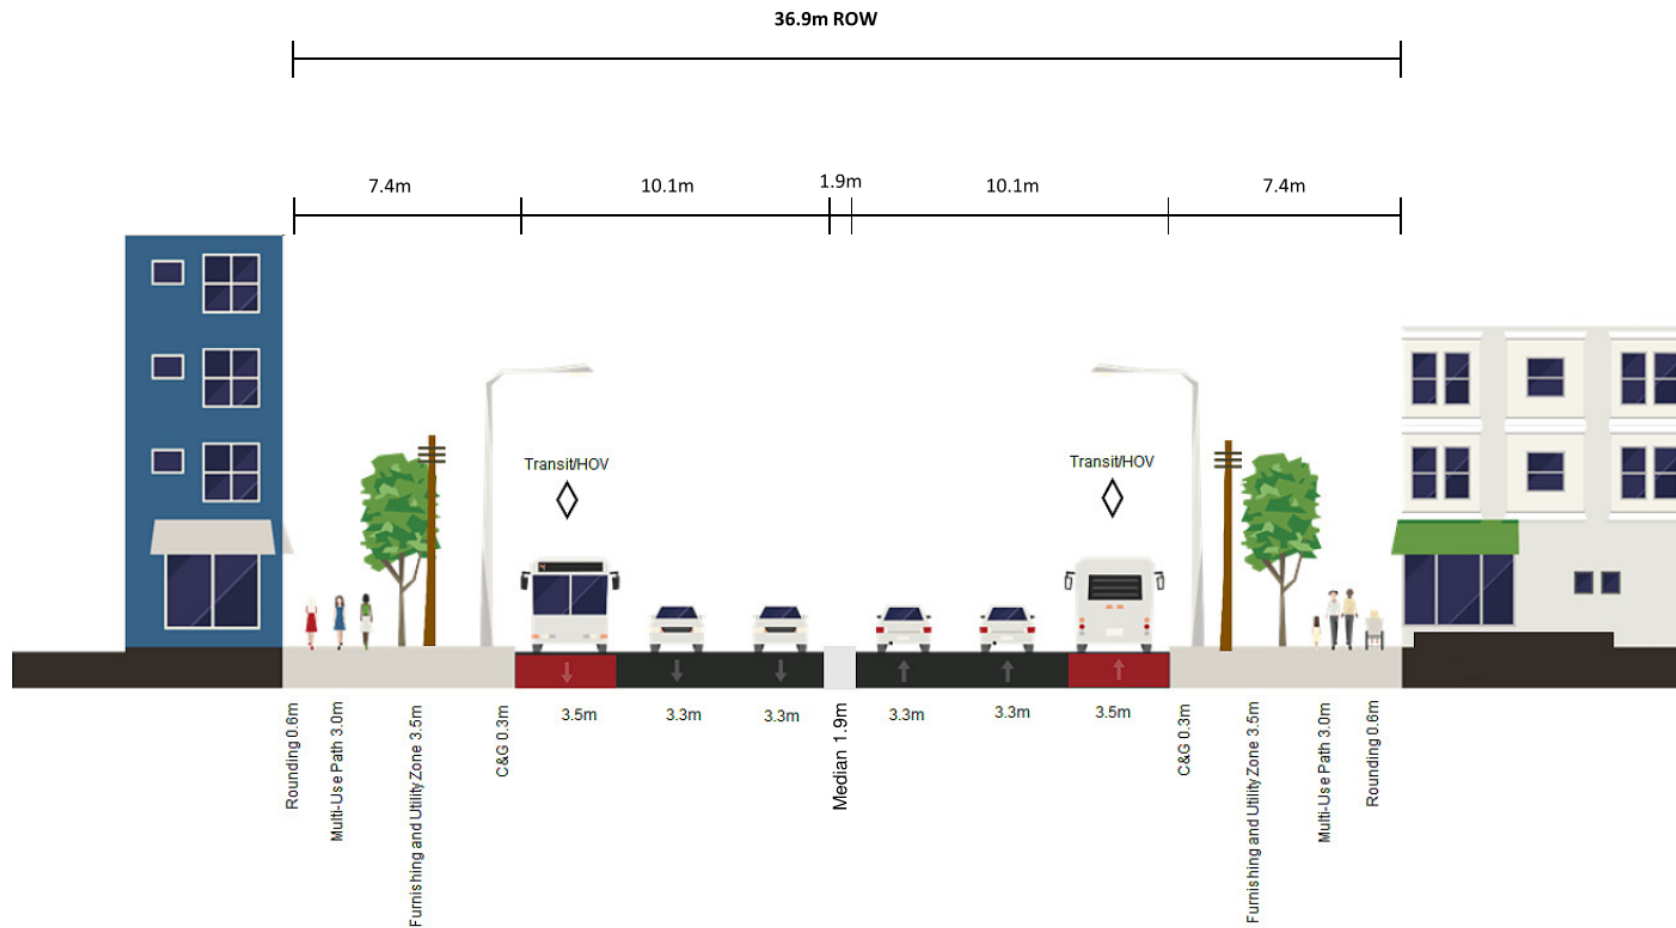 36.9m ROW
7.4m
10.1m
1.9m
10.1m
7.4m
Transit/HOV
Transit/HOV
Rounding 0.6m
Multi-Use Path 3.0m
Furnishing and Utility Zone 3.5m
C&G 0.3m
3.5m
3.3m
3.3m
Median 1.9m
3.3m
3.3m
3.5m
C&G 0.3m
Furnishing and Utility Zone 3.5m
Multi-Use Path 3.0m
Rounding 0.6m